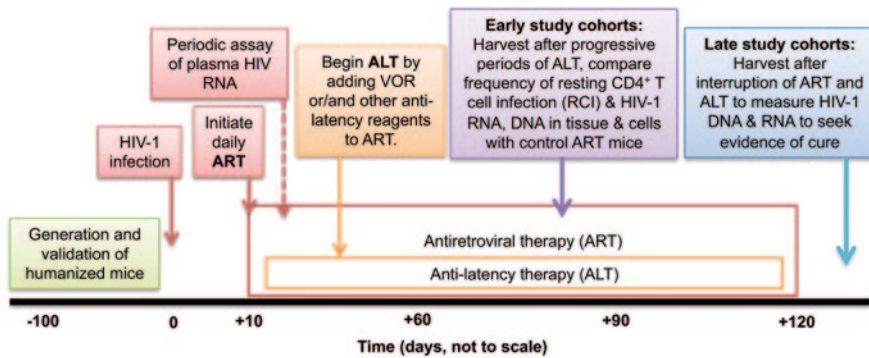 Periodic assay
of plasma HIV
RNA
Begin ALT by
adding VOR
or/and other anti-
latency reagents
to ART.
Early study cohorts:
Harvest after progressive
periods of ALT, compare
frequency of resting CD4⁺ T
cell infection (RCI) & HIV-1
RNA, DNA in tissue & cells
with control ART mice
Late study cohorts:
Harvest after
interruption of ART and
ALT to measure HIV-1
DNA & RNA to seek
evidence of cure
HIV-1
infection
Initiate
daily
ART
Generation and
validation of
humanized mice
Antiretroviral therapy (ART)
Anti-latency therapy (ALT)
-100
0
+10
+60
+90
+120
Time (days, not to scale)